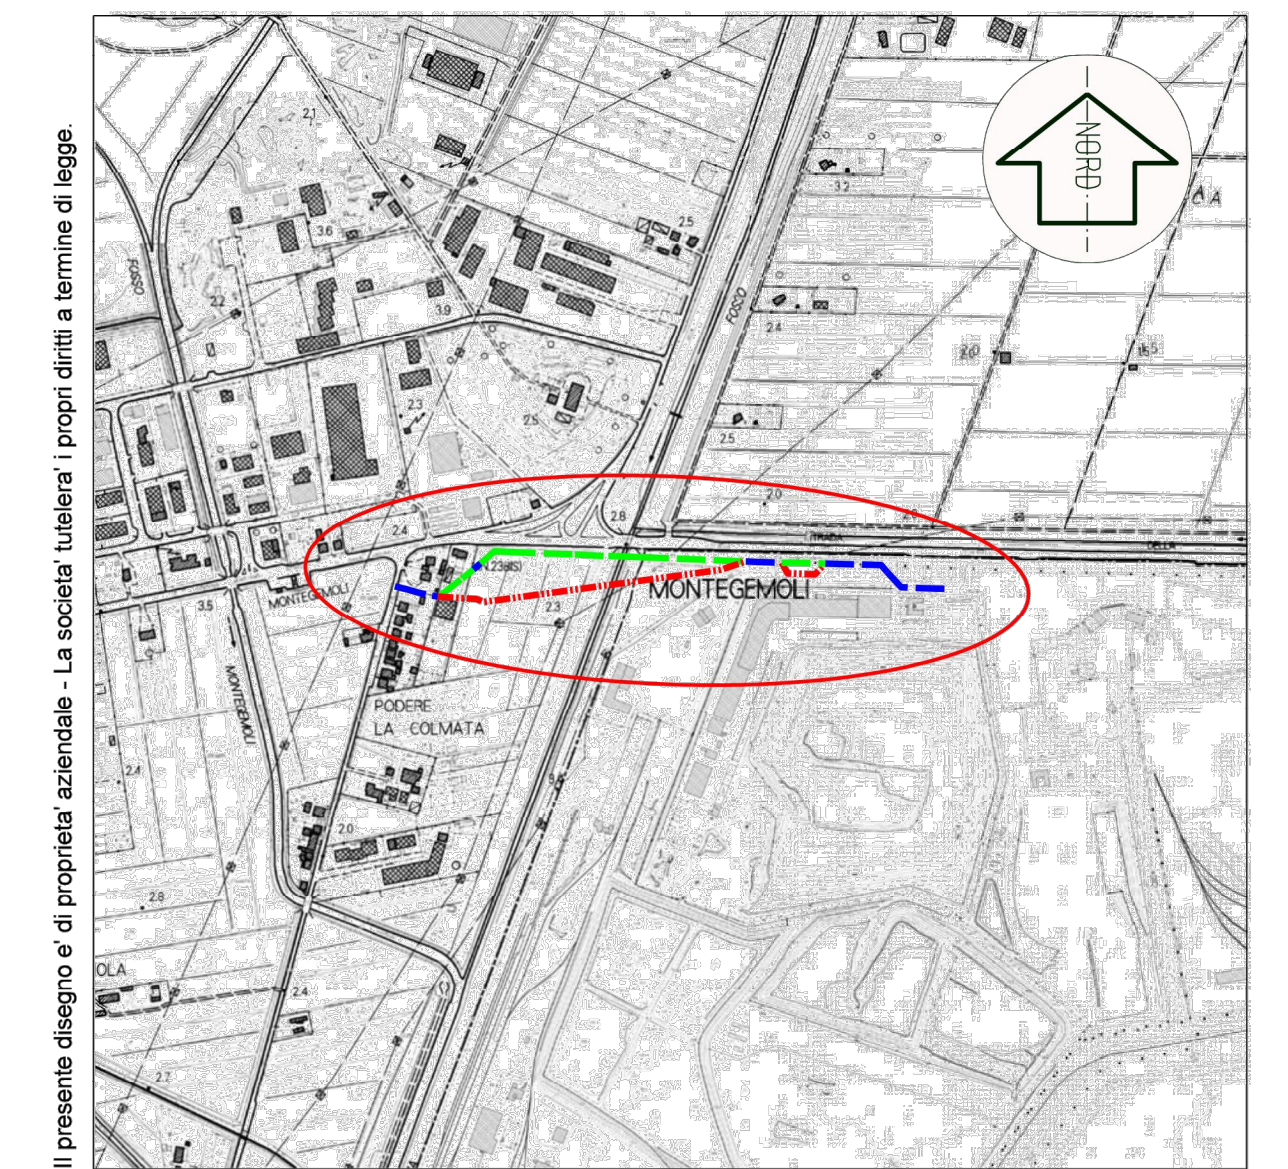 Il presente disegno e' di proprieta' aziendale - La societa' tutelera' i propri diritti a termine di legge.
NORD
2.1
3.2
2.5
3.6
FOSSO
2.2
3.9
2.4
2.3
2.5
2.5
2.0
2.8
2.4
STRADA
DELLA
MONTEGEMOLI
MONTEGEMOLI
3.5
2.3
MONTEGEMOLI
PODERE
LA COLMATA
2.4
2.0
2.8
OLA
2.4
2.7